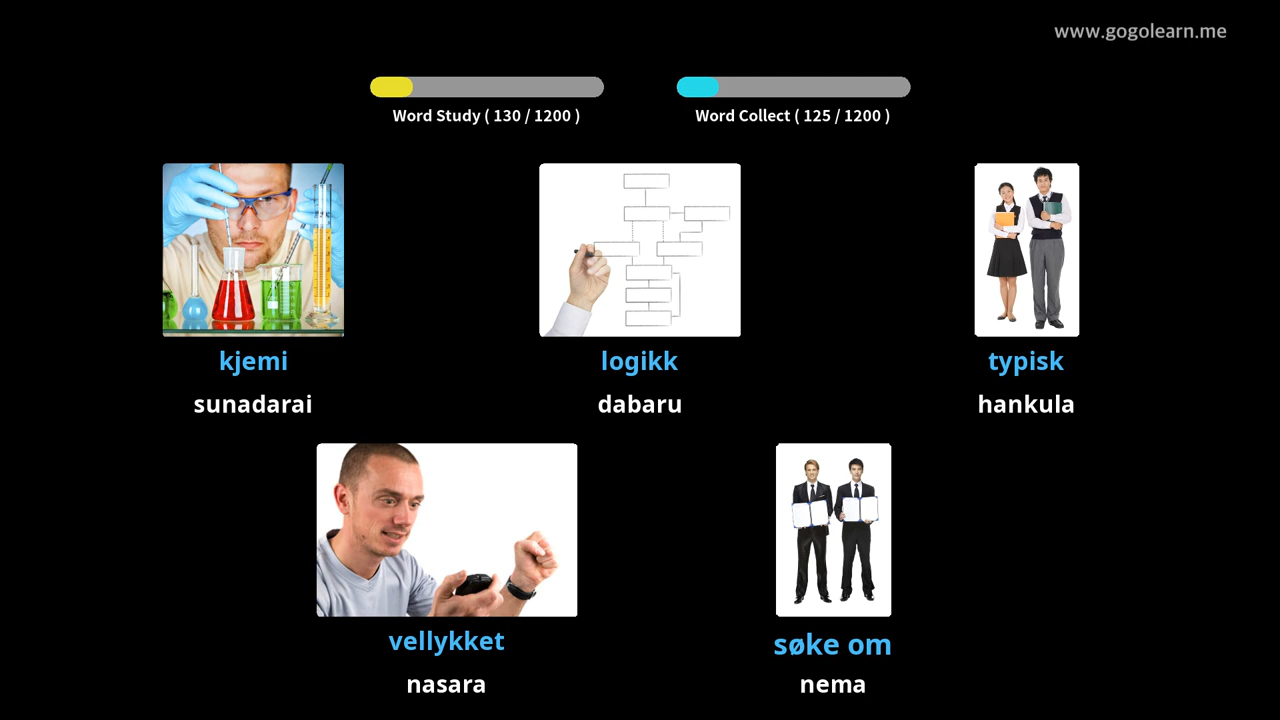 www.gogolearn.me
Word Study ( 130 / 1200 )
Word Collect ( 125 / 1200 )
kjemi
sunadarai
logikk
dabaru
typisk
hankula
vellykket
nasara
søke om
nema